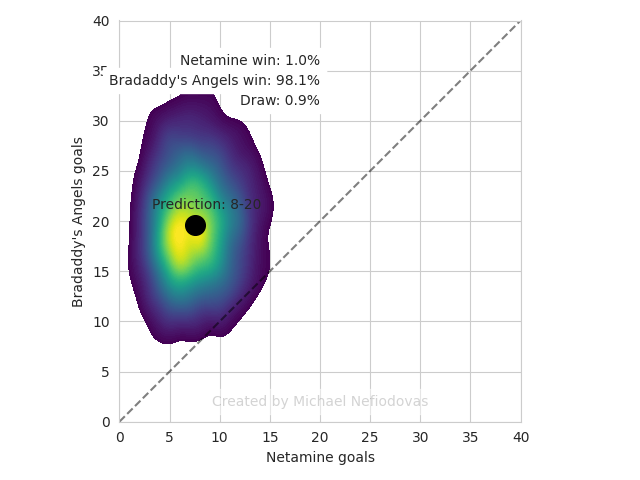 40
Netamine win: 1.0%
35
Bradaddy's Angels win: 98.1%
Draw: 0.9%
30
25
Prediction: 8-20
20
15
10
5
Created by Michael Nefiodovas
0
0 5 10 15 20 25 30 35 40
Netamine goals
Bradaddy's Angels goals